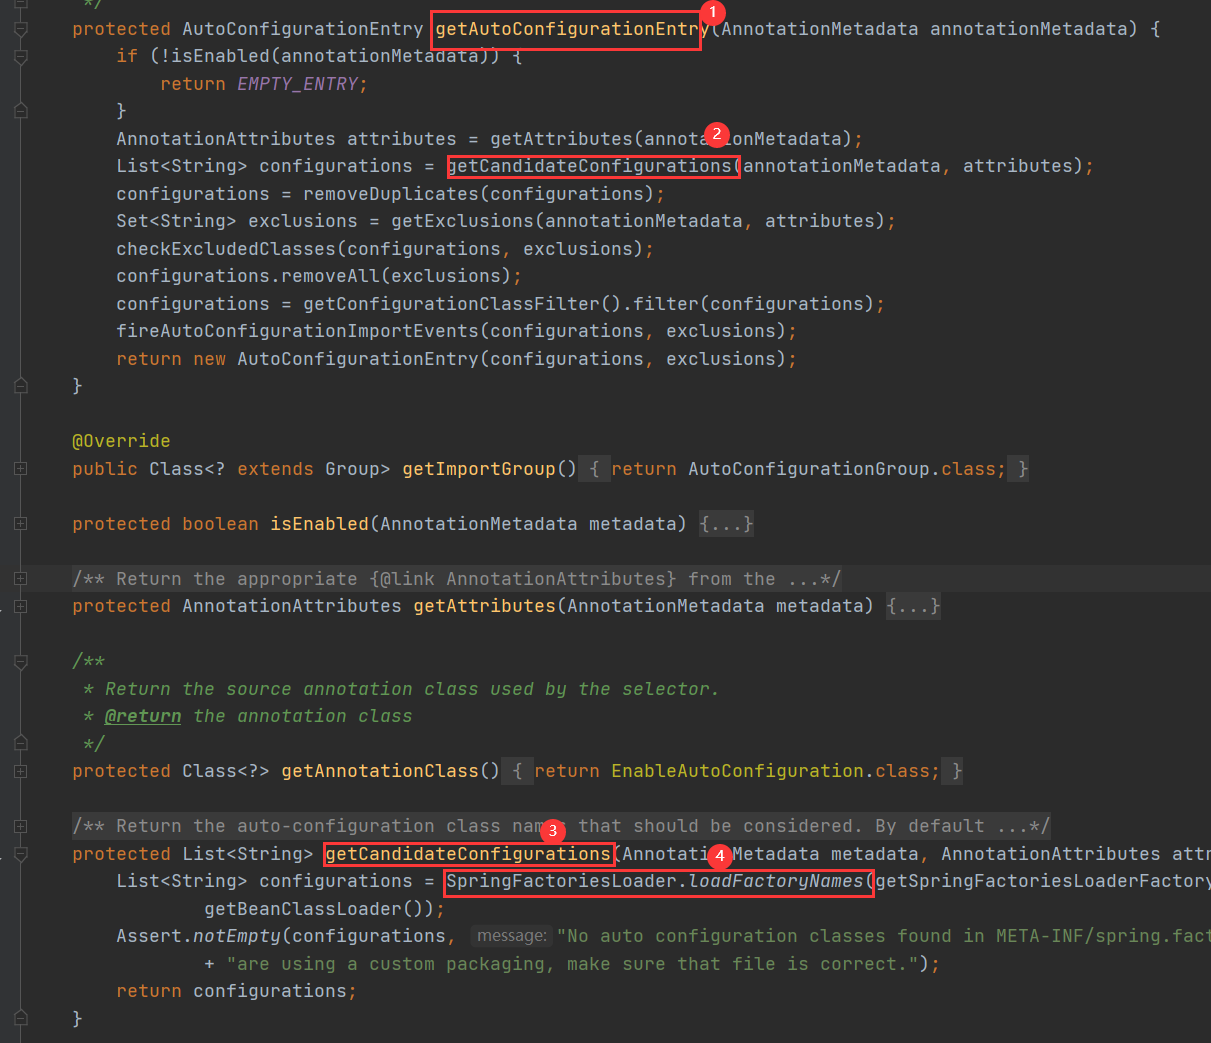 */
1
protected AutoConfigurationEntry getAutoConfigurationEntry(AnnotationMetadata annotationMetadata) {
if (!isEnabled(annotationMetadata)) {
return EMPTY_ENTRY;
}
2
AnnotationAttributes attributes = getAttributes(annotationMetadata);
List<String> configurations = getCandidateConfigurations(annotationMetadata, attributes);
configurations = removeDuplicates(configurations);
Set<String> exclusions = getExclusions(annotationMetadata, attributes);
checkExcludedClasses(configurations, exclusions);
configurations.removeAll(exclusions);
configurations = getConfigurationClassFilter().filter(configurations);
fireAutoConfigurationImportEvents(configurations, exclusions);
return new AutoConfigurationEntry(configurations, exclusions);
}
@Override
public Class<? extends Group> getImportGroup() { return AutoConfigurationGroup.class; }
protected boolean isEnabled(AnnotationMetadata metadata) {...}
/** Return the appropriate {@link AnnotationAttributes} from the ...*/
protected AnnotationAttributes getAttributes(AnnotationMetadata metadata) {...}
/**
* Return the source annotation class used by the selector.
* @return the annotation class
*/
protected Class<?> getAnnotationClass() { return EnableAutoConfiguration.class; }
/** Return the auto-configuration class names that should be considered. By default ...*/
3
protected List<String> getCandidateConfigurations(AnnotationMetadata metadata, AnnotationAttributes attr
4
List<String> configurations = SpringFactoriesLoader.loadFactoryNames(getSpringFactoriesLoaderFactory
getBeanClassLoader());
Assert.notEmpty(configurations, message: "No auto configuration classes found in META-INF/spring.fact
+ "are using a custom packaging, make sure that file is correct.");
return configurations;
}